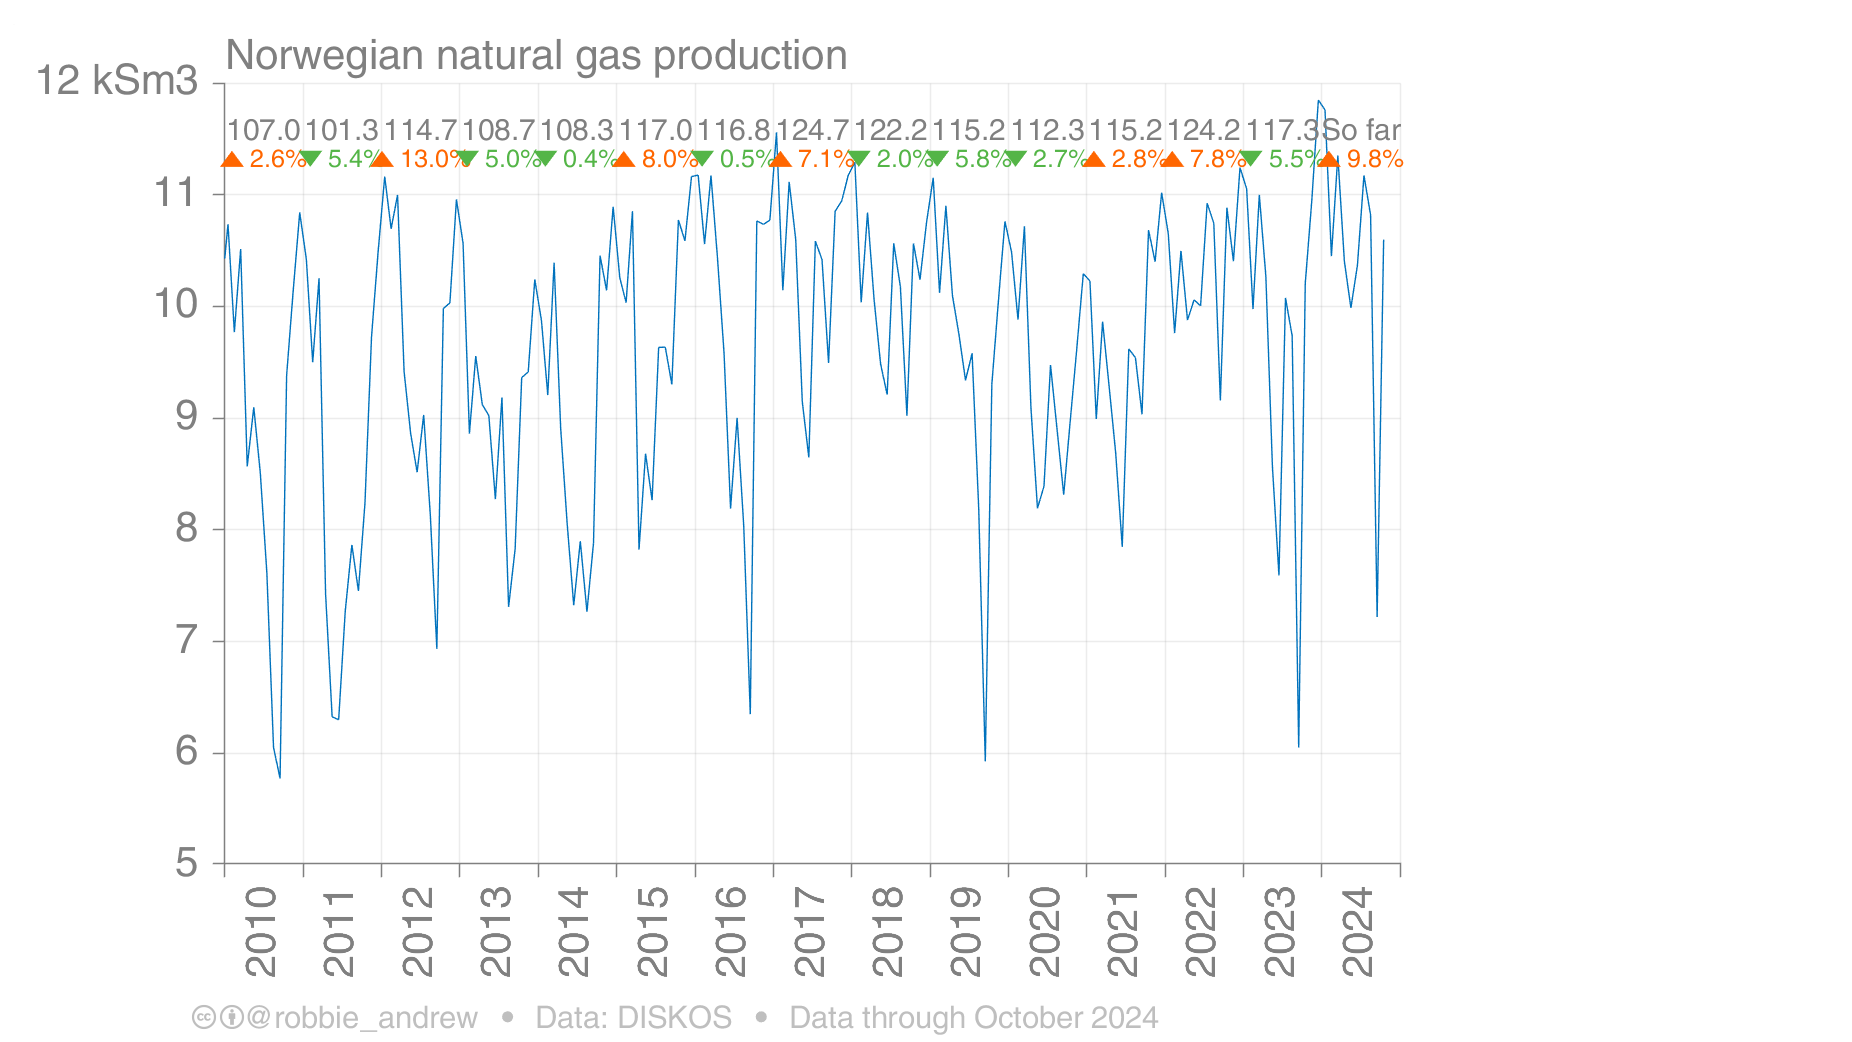 Norwegian natural gas production
12 kSm3
107.0 101.3 114.7 108.7 108.3 117.0 116.8 124.7 122.2 115.2 112.3 115.2 124.2 117.3 So far
2.6% 5.4% 13.0% 5.0% 0.4% 8.0% 0.5% 7.1% 2.0% 5.8% 2.7% 2.8% 7.8% 5.5% 9.8%
11
10
9
8
7
6
5
2010 2011 2012 2013 2014 2015 2016 2017 2018 2019 2020 2021 2022 2023 2024
@robbie_andrew • Data: DISKOS • Data through October 2024